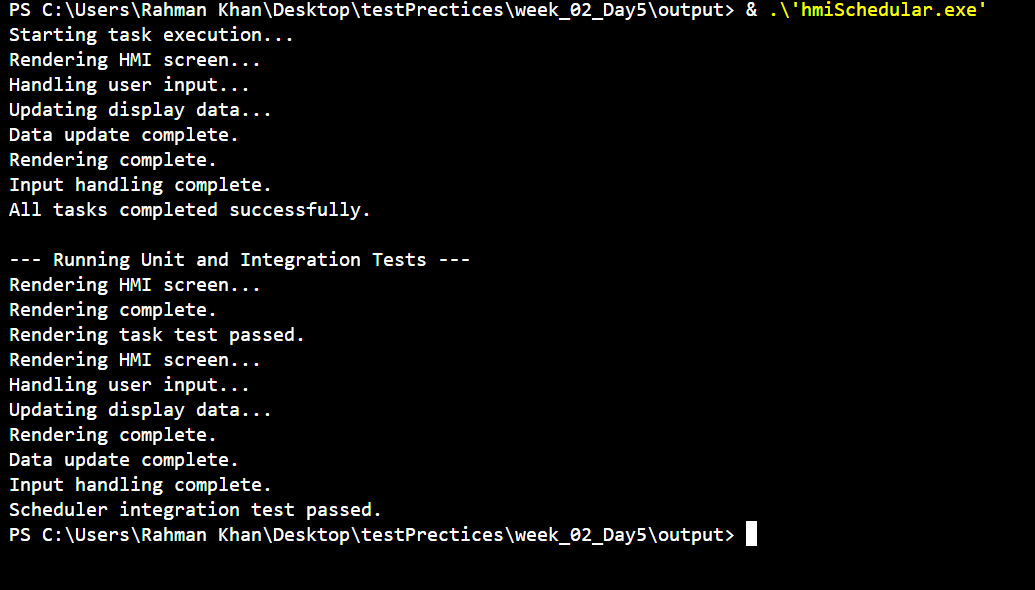 PS C:\Users\Rahman Khan\Desktop\testPrectices\week_02_Day5\output> & .\'hmiSchedular.exe'
Starting task execution...
Rendering HMI screen...
Handling user input...
Updating display data...
Data update complete.
Rendering complete.
Input handling complete.
All tasks completed successfully.

--- Running Unit and Integration Tests ---
Rendering HMI screen...
Rendering complete.
Rendering task test passed.
Rendering HMI screen...
Handling user input...
Updating display data...
Rendering complete.
Data update complete.
Input handling complete.
Scheduler integration test passed.
PS C:\Users\Rahman Khan\Desktop\testPrectices\week_02_Day5\output>